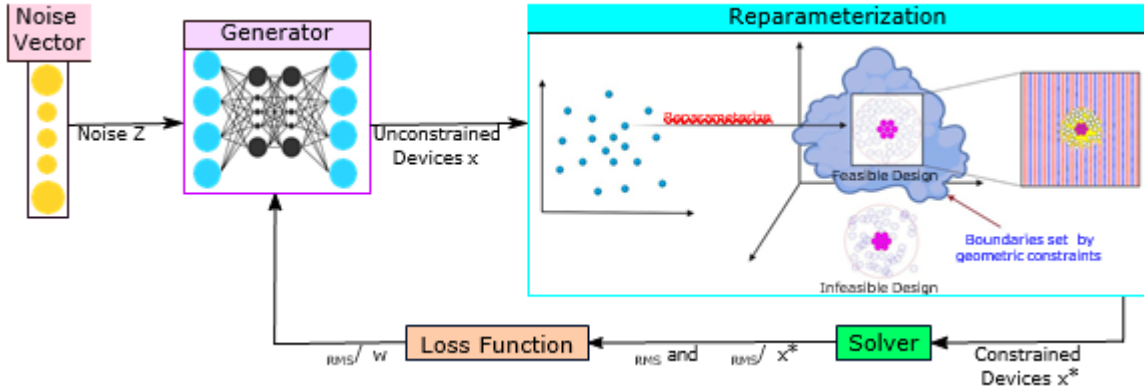 Noise
Vector
Noise Z
Generator
Unconstrained
Devices x
Reparameterization
Reparameterize
Feasible Design
Boundaries set by
geometric constraints
Infeasible Design
Constrained
Devices x*
Solver
RMS and RMS/ x*
Loss Function
RMS/ w